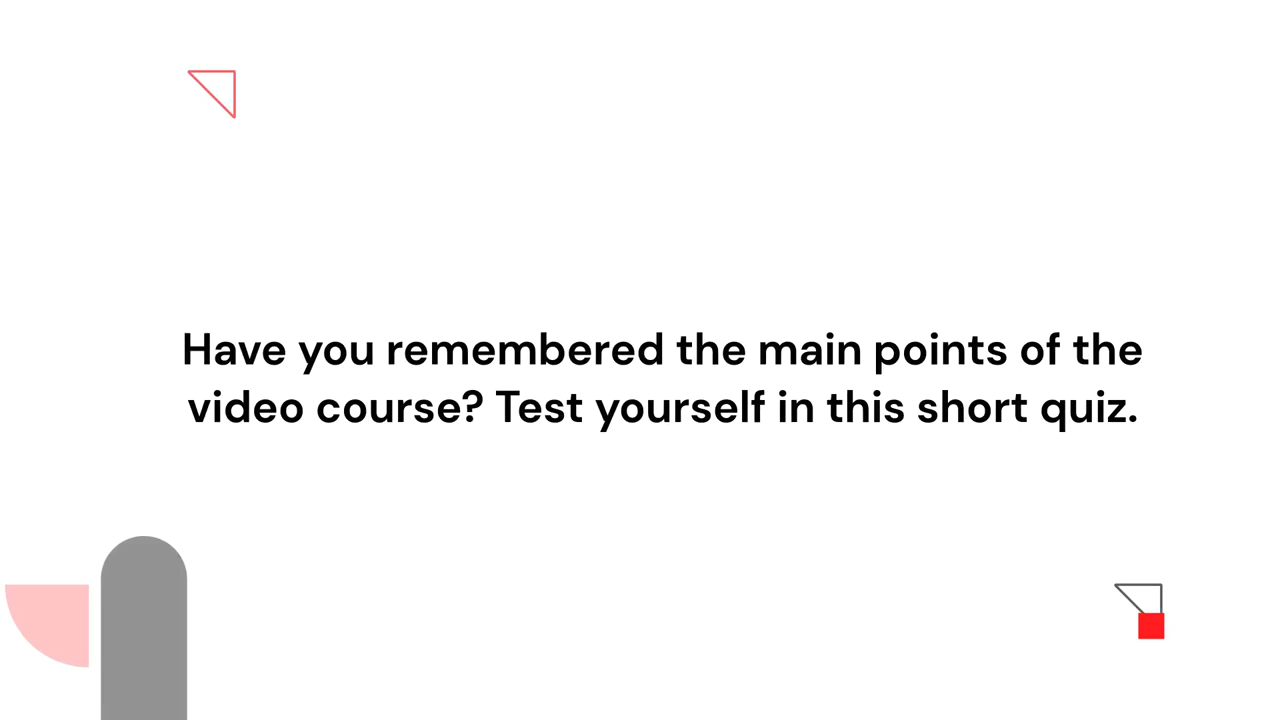 Have you remembered the main points of the
video course? Test yourself in this short quiz.